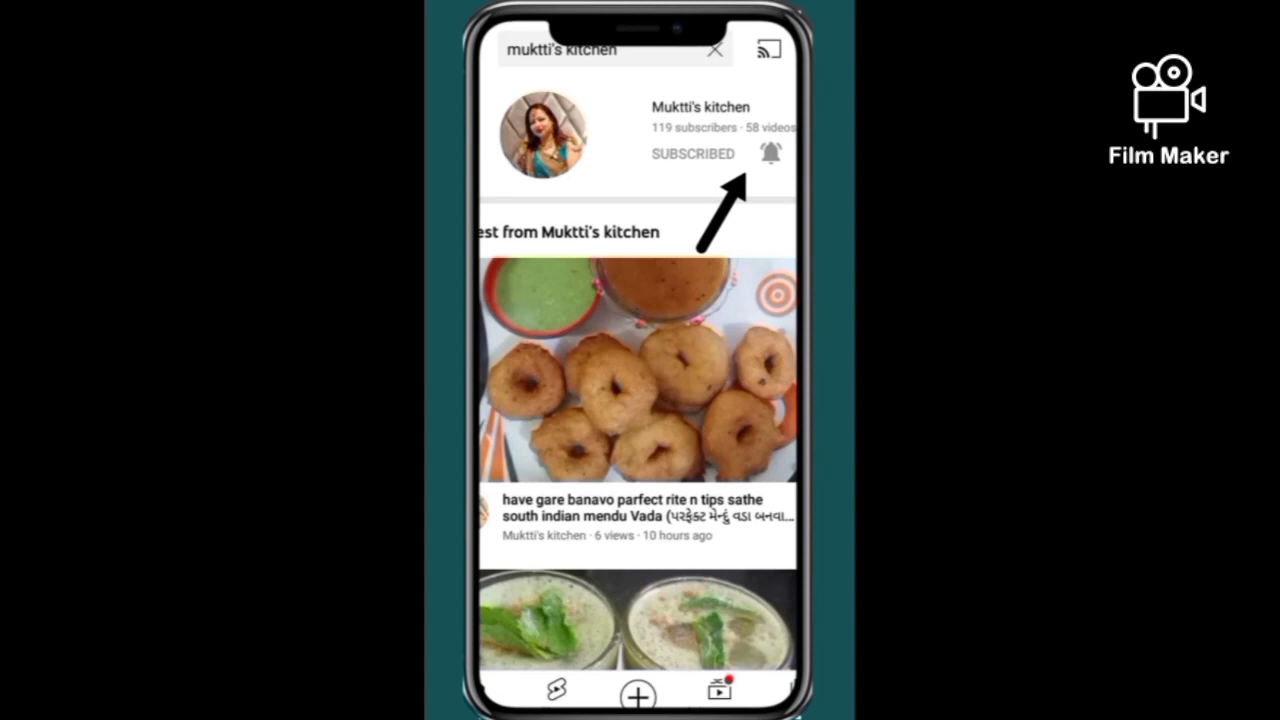 muktti's kitchen
Muktti's kitchen
119 subscribers · 58 videos
SUBSCRIBED
est from Muktti's kitchen
have gare banavo parfect rite n tips sathe
south indian mendu Vada (પરફેક્ટ મેન્દું વડા બનવા...
Muktti's kitchen · 6 views · 10 hours ago
Film Maker